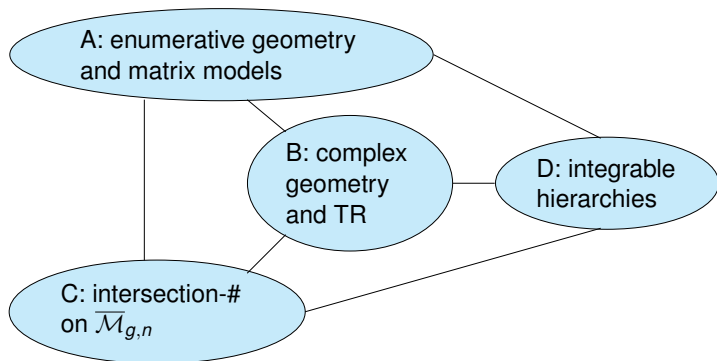 A: enumerative geometry
and matrix models
B: complex
geometry
and TR
D: integrable
hierarchies
C: intersection-#
on $\overline{\mathcal{M}}_{g,n}$